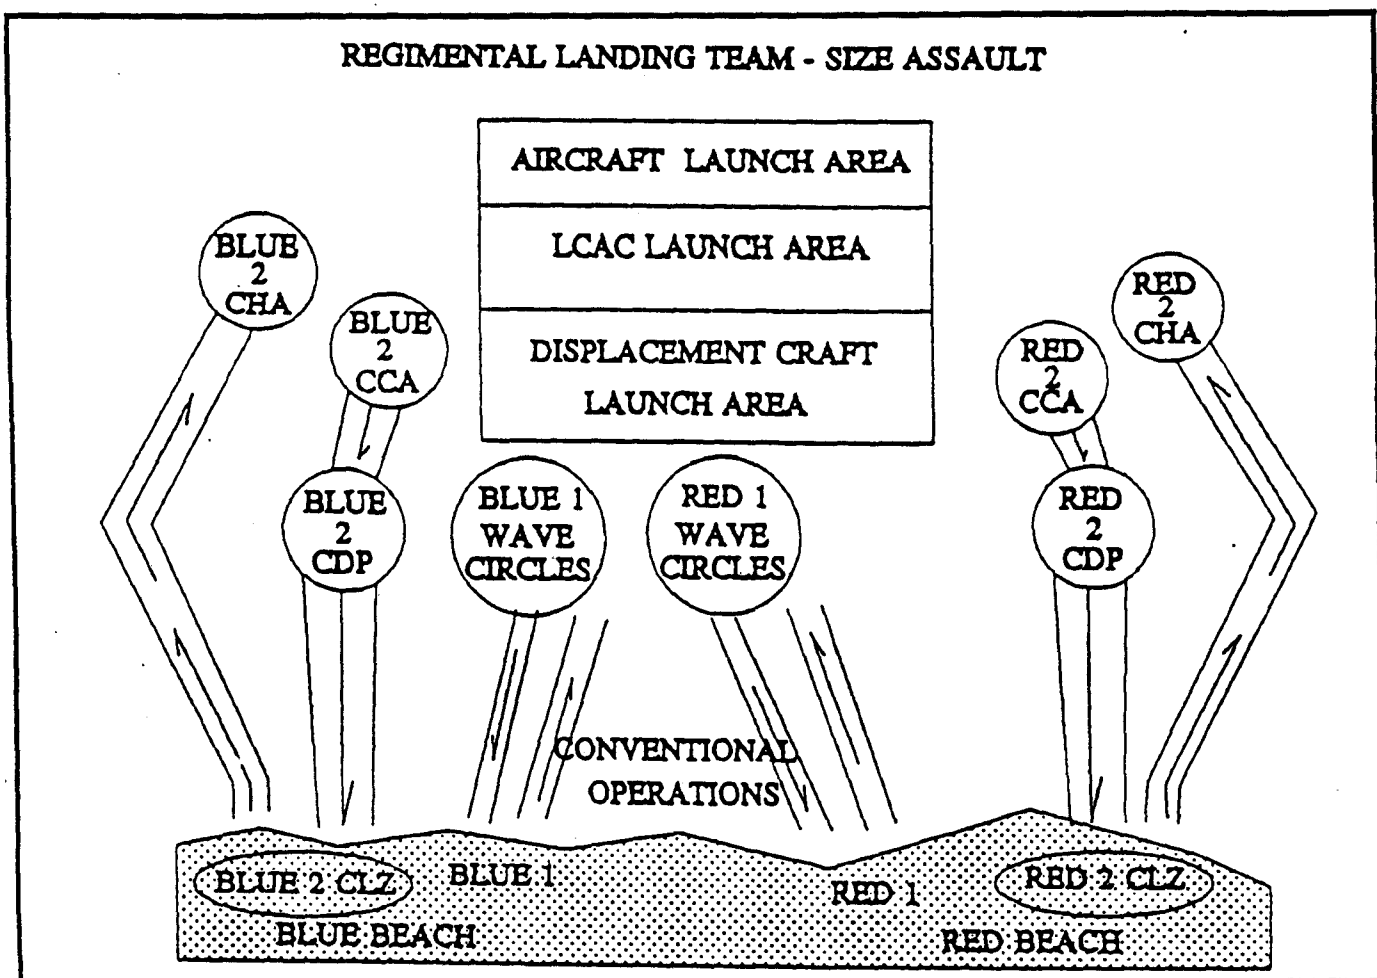 REGIMENTAL LANDING TEAM - SIZE ASSAULT
AIRCRAFT LAUNCH AREA
LCAC LAUNCH AREA
DISPLACEMENT CRAFT
LAUNCH AREA
BLUE
2
CHA
BLUE
2
CCA
RED
2
CCA
RED
2
CHA
BLUE
2
CDP
BLUE 1
WAVE
CIRCLES
RED 1
WAVE
CIRCLES
RED
2
CDP
CONVENTIONAL
OPERATIONS
BLUE 2 CLZ
BLUE 1
RED 1
RED 2 CLZ
BLUE BEACH
RED BEACH